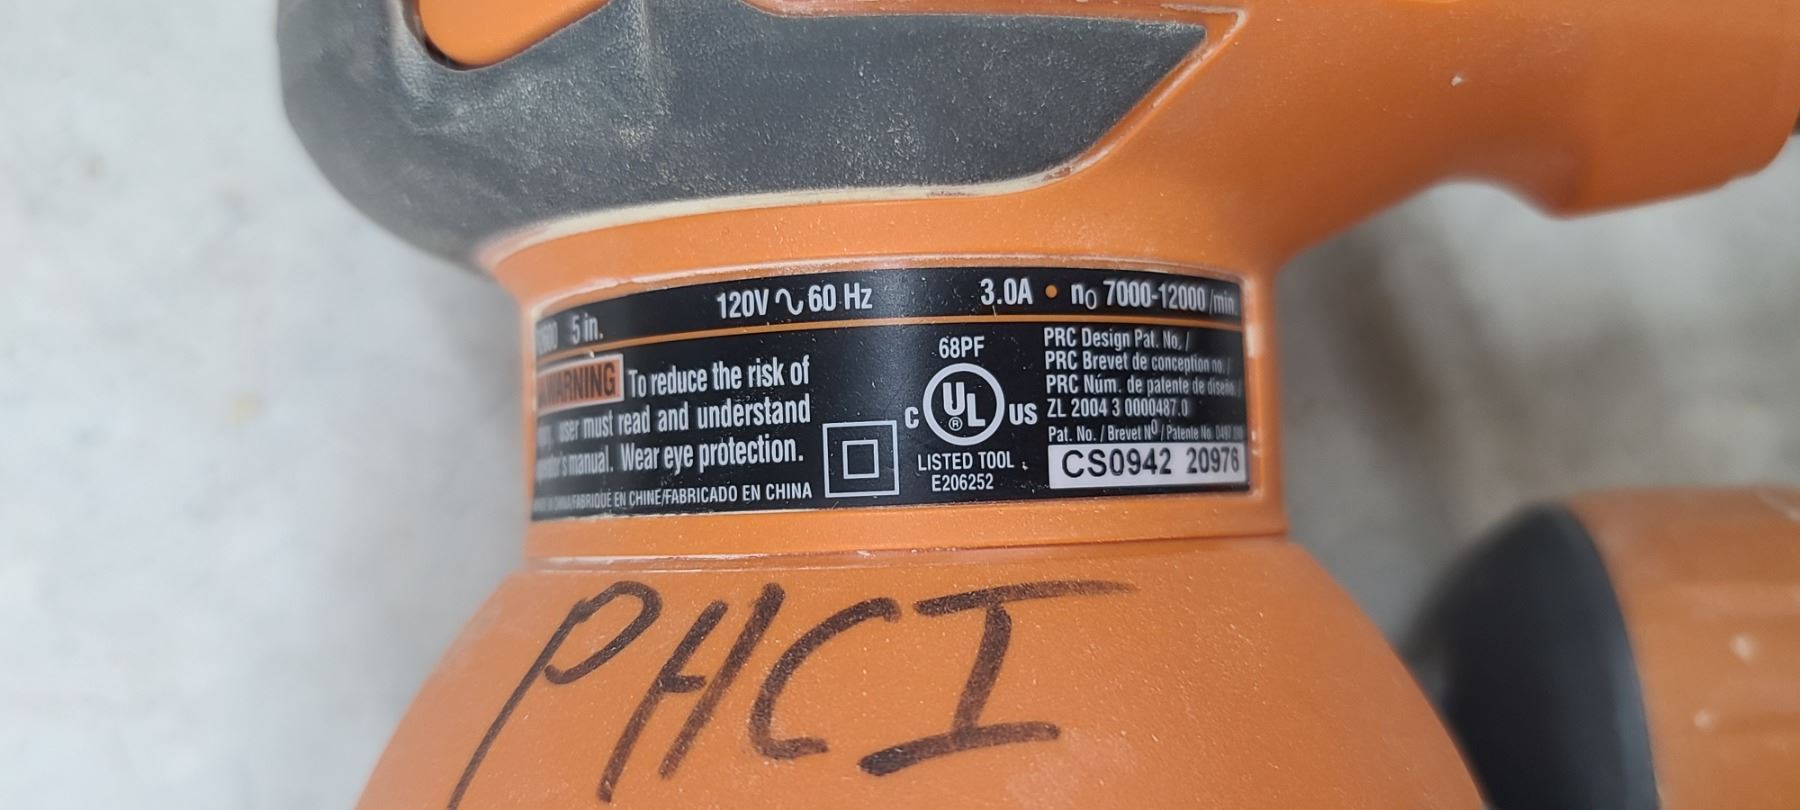 5 in.
120V ∿ 60 Hz
3.0A • n0 7000-12000 /min
WARNING To reduce the risk of
user must read and understand
manual. Wear eye protection.
CHINA/FABRIQUÉ EN CHINE/FABRICADO EN CHINA
68PF
C UL ® US
LISTED TOOL
E206252
PRC Design Pat. No. /
PRC Brevet de conception no. /
PRC Núm. de patente de diseño /
ZL 2004 3 0000487.0
Pat. No. / Brevet N0 / Patente No.
CS0942 20976
PHCI